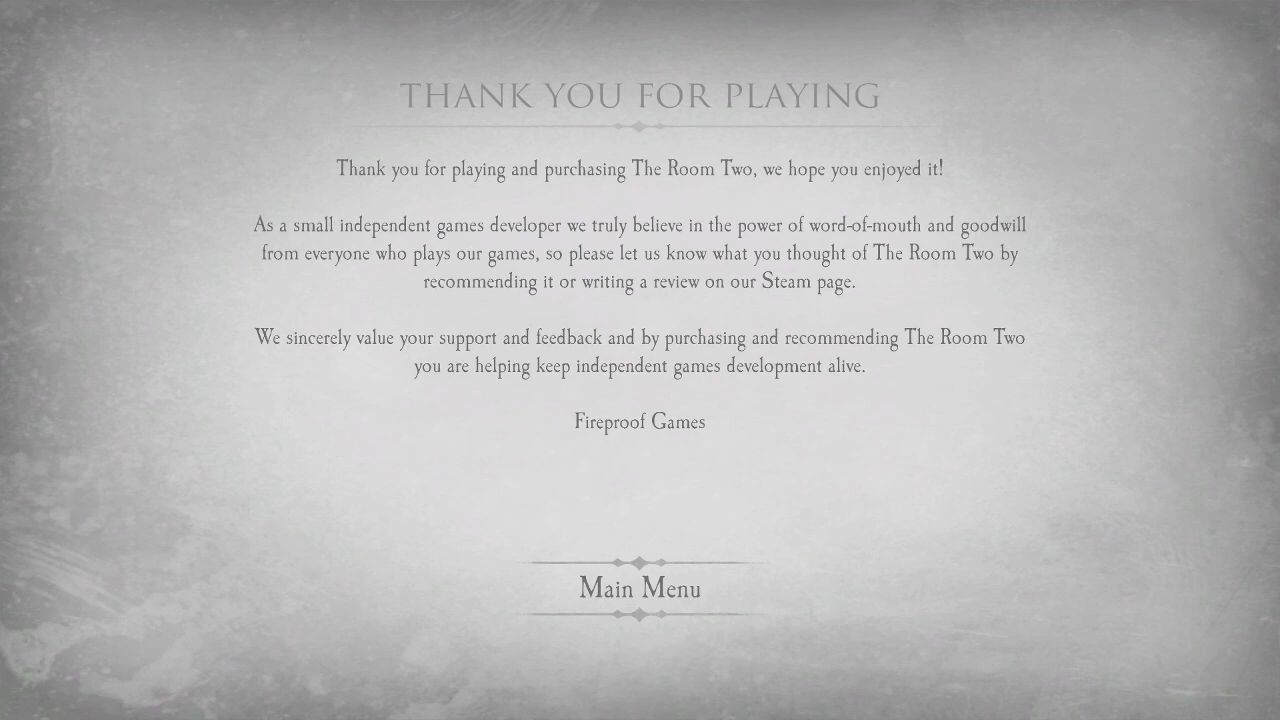 THANK YOU FOR PLAYING
Thank you for playing and purchasing The Room Two, we hope you enjoyed it!
As a small independent games developer we truly believe in the power of word-of-mouth and goodwill
from everyone who plays our games, so please let us know what you thought of The Room Two by
recommending it or writing a review on our Steam page.
We sincerely value your support and feedback and by purchasing and recommending The Room Two
you are helping keep independent games development alive.
Fireproof Games
Main Menu